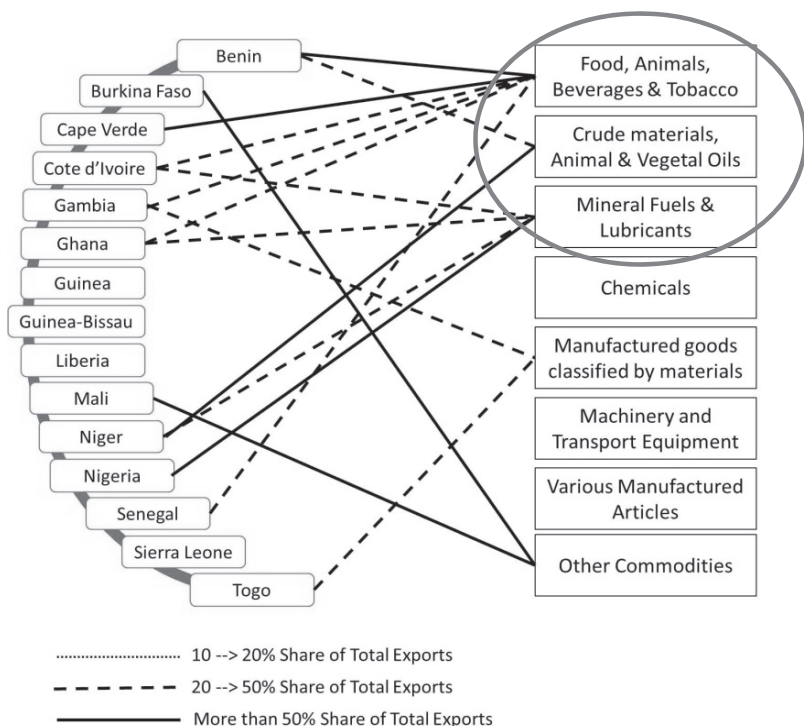 Benin
Burkina Faso
Cape Verde
Cote d'Ivoire
Gambia
Ghana
Guinea
Guinea-Bissau
Liberia
Mali
Niger
Nigeria
Senegal
Sierra Leone
Togo
Food, Animals,
Beverages & Tobacco
Crude materials,
Animal & Vegetal Oils
Mineral Fuels &
Lubricants
Chemicals
Manufactured goods
classified by materials
Machinery and
Transport Equipment
Various Manufactured
Articles
Other Commodities
10 --> 20% Share of Total Exports
20 --> 50% Share of Total Exports
More than 50% Share of Total Exports